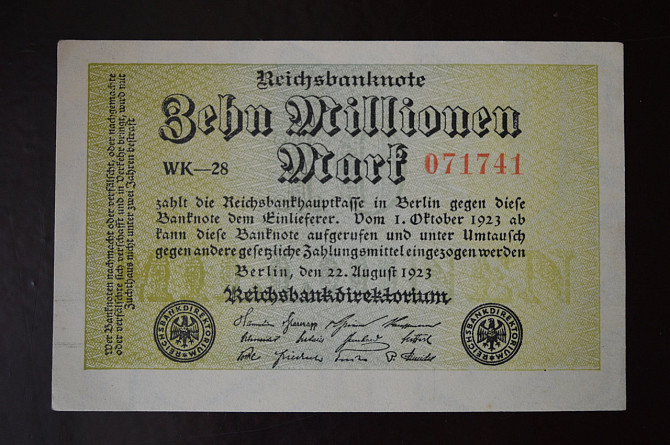 Reichsbanknote
Zehn Millionen
Mark
WK—28
071741
zahlt die Reichsbankhauptkasse in Berlin gegen diese
Banknote dem Einlieferer. Vom 1. Oktober 1923 ab
kann diese Banknote aufgerufen und unter Umtausch
gegen andere gesetzliche Zahlungsmittel eingezogen werden
Berlin, den 22. August 1923
Reichsbankdirektorium
REICHSBANKDIREKTORIUM
REICHSBANKDIREKTORIUM
Wer Banknoten nachmacht oder verfälscht, oder nachgemachte
oder verfälschte sich verschafft und in Verkehr bringt, wird mit
Zuchthaus nicht unter zwei Jahren bestraft